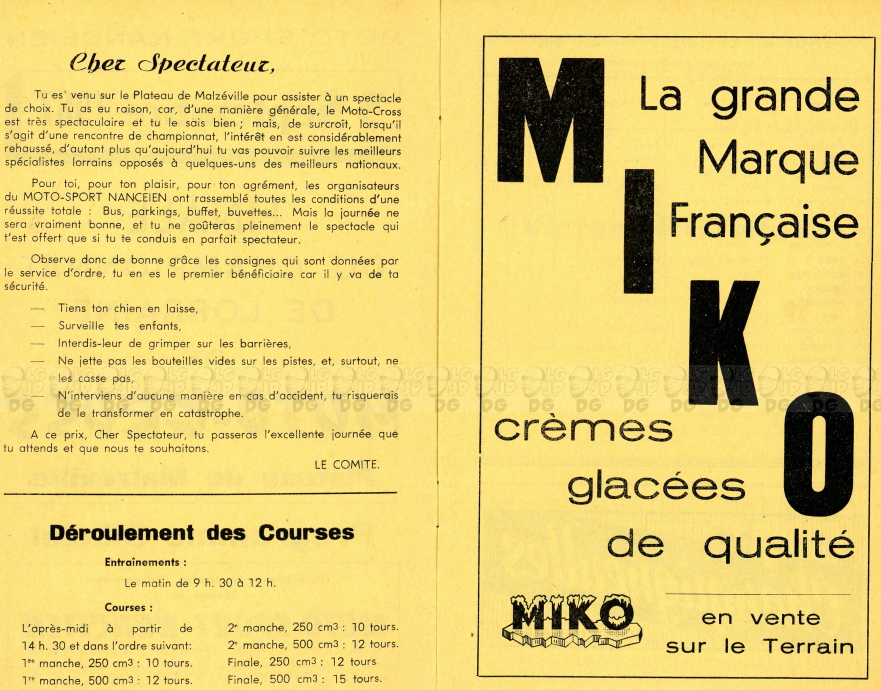 Cher Spectateur,
Tu es venu sur le Plateau de Malzéville pour assister à un spectacle
de choix. Tu as eu raison, car, d'une manière générale, le Moto-Cross
est très spectaculaire et tu le sais bien ; mais, de surcroît, lorsqu'il
s'agit d'une rencontre de championnat, l'intérêt en est considérablement
rehaussé, d'autant plus qu'aujourd'hui tu vas pouvoir suivre les meilleurs
spécialistes lorrains opposés à quelques-uns des meilleurs nationaux.
Pour toi, pour ton plaisir, pour ton agrément, les organisateurs
du MOTO-SPORT NANCEIEN ont rassemblé toutes les conditions d'une
réussite totale : Bus, parkings, buffet, buvettes... Mais la journée ne
sera vraiment bonne, et tu ne goûteras pleinement le spectacle qui
t'est offert que si tu te conduis en parfait spectateur.
Observe donc de bonne grâce les consignes qui sont données par
le service d'ordre, tu en es le premier bénéficiaire car il y va de ta
sécurité.
— Tiens ton chien en laisse,
— Surveille tes enfants,
— Interdis-leur de grimper sur les barrières,
— Ne jette pas les bouteilles vides sur les pistes, et, surtout, ne
les casse pas,
— N'interviens d'aucune manière en cas d'accident, tu risquerais
de le transformer en catastrophe.
A ce prix, Cher Spectateur, tu passeras l'excellente journée que
tu attends et que nous te souhaitons.
LE COMITE.
Déroulement des Courses
Entraînements :
Le matin de 9 h. 30 à 12 h.
Courses :
L'après-midi à partir de
14 h. 30 et dans l'ordre suivant:
1re manche, 250 cm3 : 10 tours.
1re manche, 500 cm3 : 12 tours.
2e manche, 250 cm3 : 10 tours.
2e manche, 500 cm3 : 12 tours.
Finale, 250 cm3 : 12 tours
Finale, 500 cm3 : 15 tours.
MIKO
La grande
Marque
Française
crèmes
glacées
de qualité
MIKO
en vente
sur le Terrain